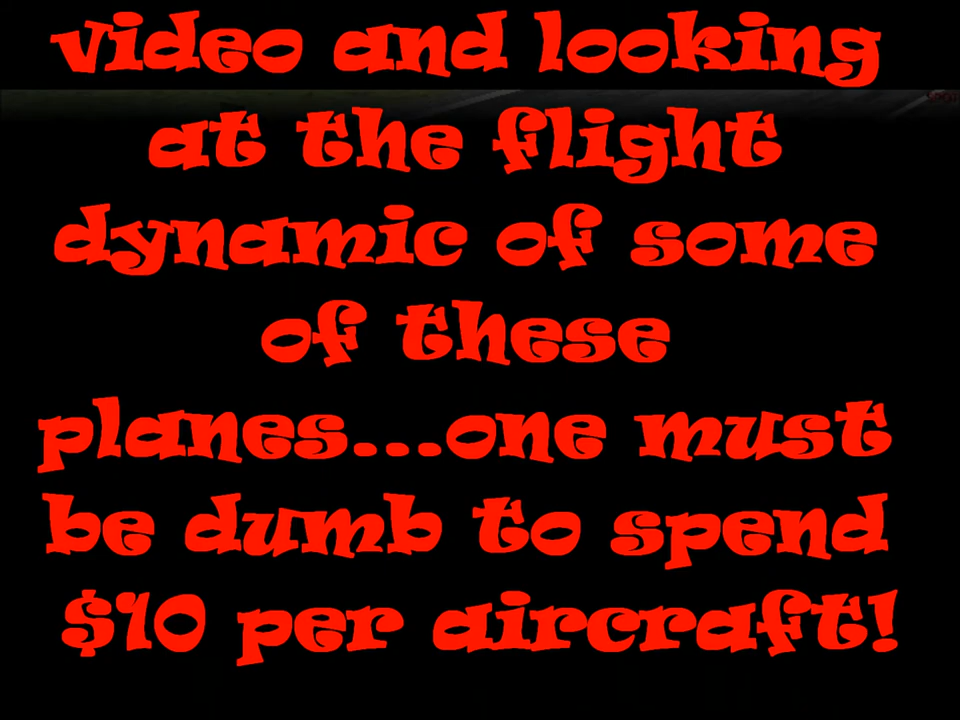 video and looking
at the flight
dynamic of some
of these
planes...one must
be dumb to spend
$10 per aircraft!